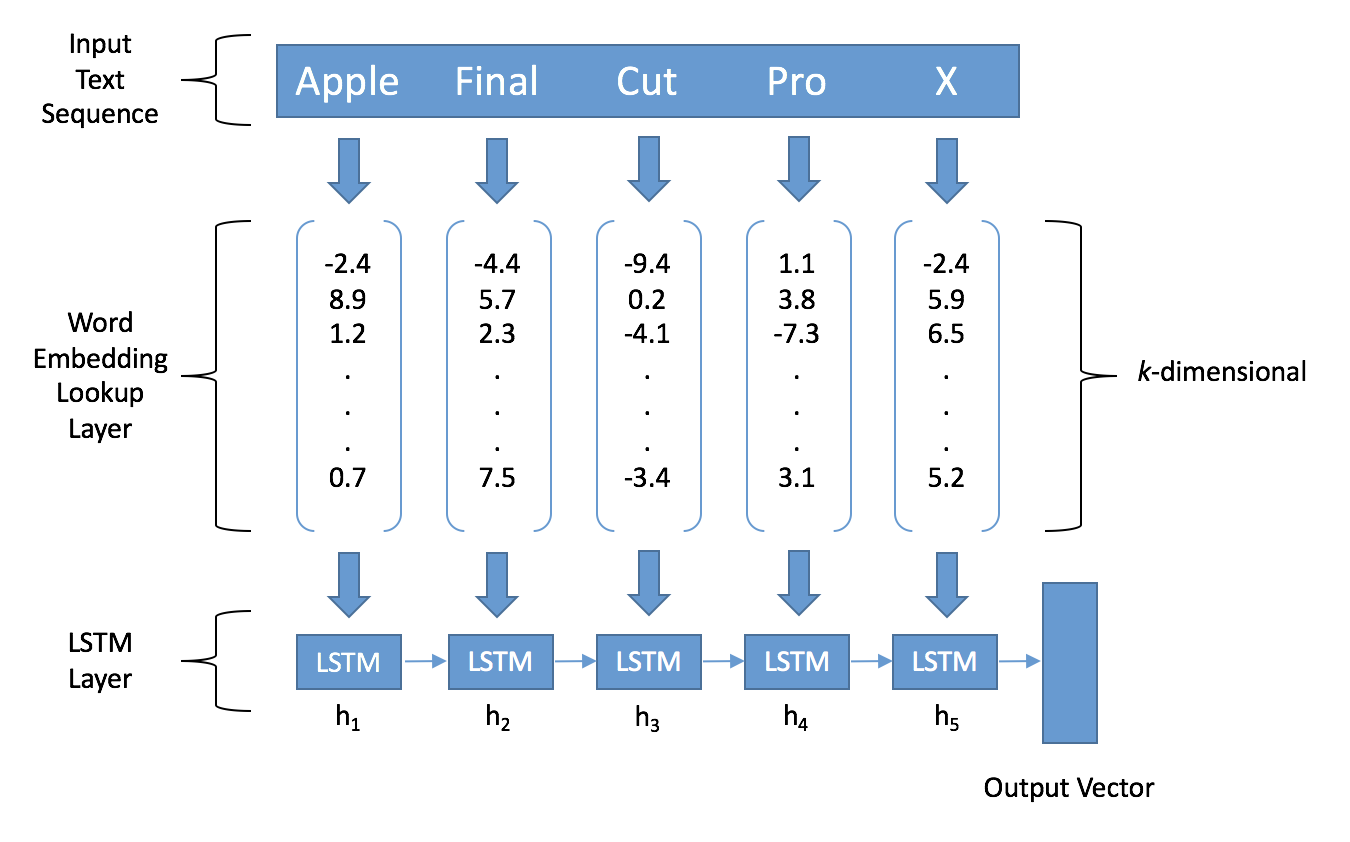 Input
Text
Sequence
Apple Final Cut Pro X
Word
Embedding
Lookup
Layer
-2.4 -4.4 -9.4 1.1 -2.4
8.9 5.7 0.2 3.8 5.9
1.2 2.3 -4.1 -7.3 6.5
. . . . .
. . . . .
. . . . .
0.7 7.5 -3.4 3.1 5.2
k-dimensional
LSTM
Layer
LSTM LSTM LSTM LSTM LSTM
h₁ h₂ h₃ h₄ h₅
Output Vector